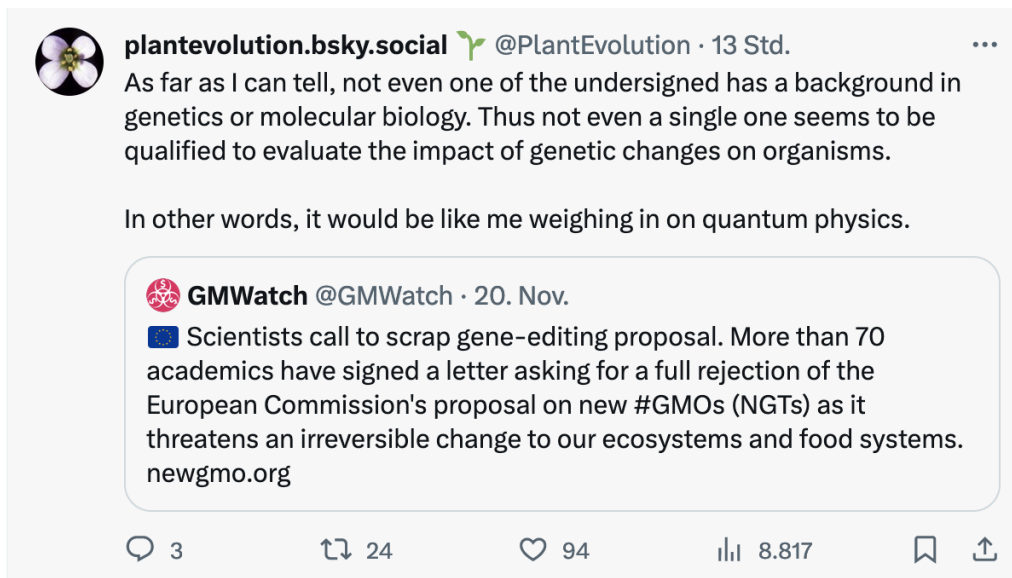 plantevolution.bsky.social 🌱 @PlantEvolution · 13 Std.
As far as I can tell, not even one of the undersigned has a background in
genetics or molecular biology. Thus not even a single one seems to be
qualified to evaluate the impact of genetic changes on organisms.
In other words, it would be like me weighing in on quantum physics.
GMWatch @GMWatch · 20. Nov.
🇪🇺 Scientists call to scrap gene-editing proposal. More than 70
academics have signed a letter asking for a full rejection of the
European Commission's proposal on new #GMOs (NGTs) as it
threatens an irreversible change to our ecosystems and food systems.
newgmo.org
3 24 94 8.817